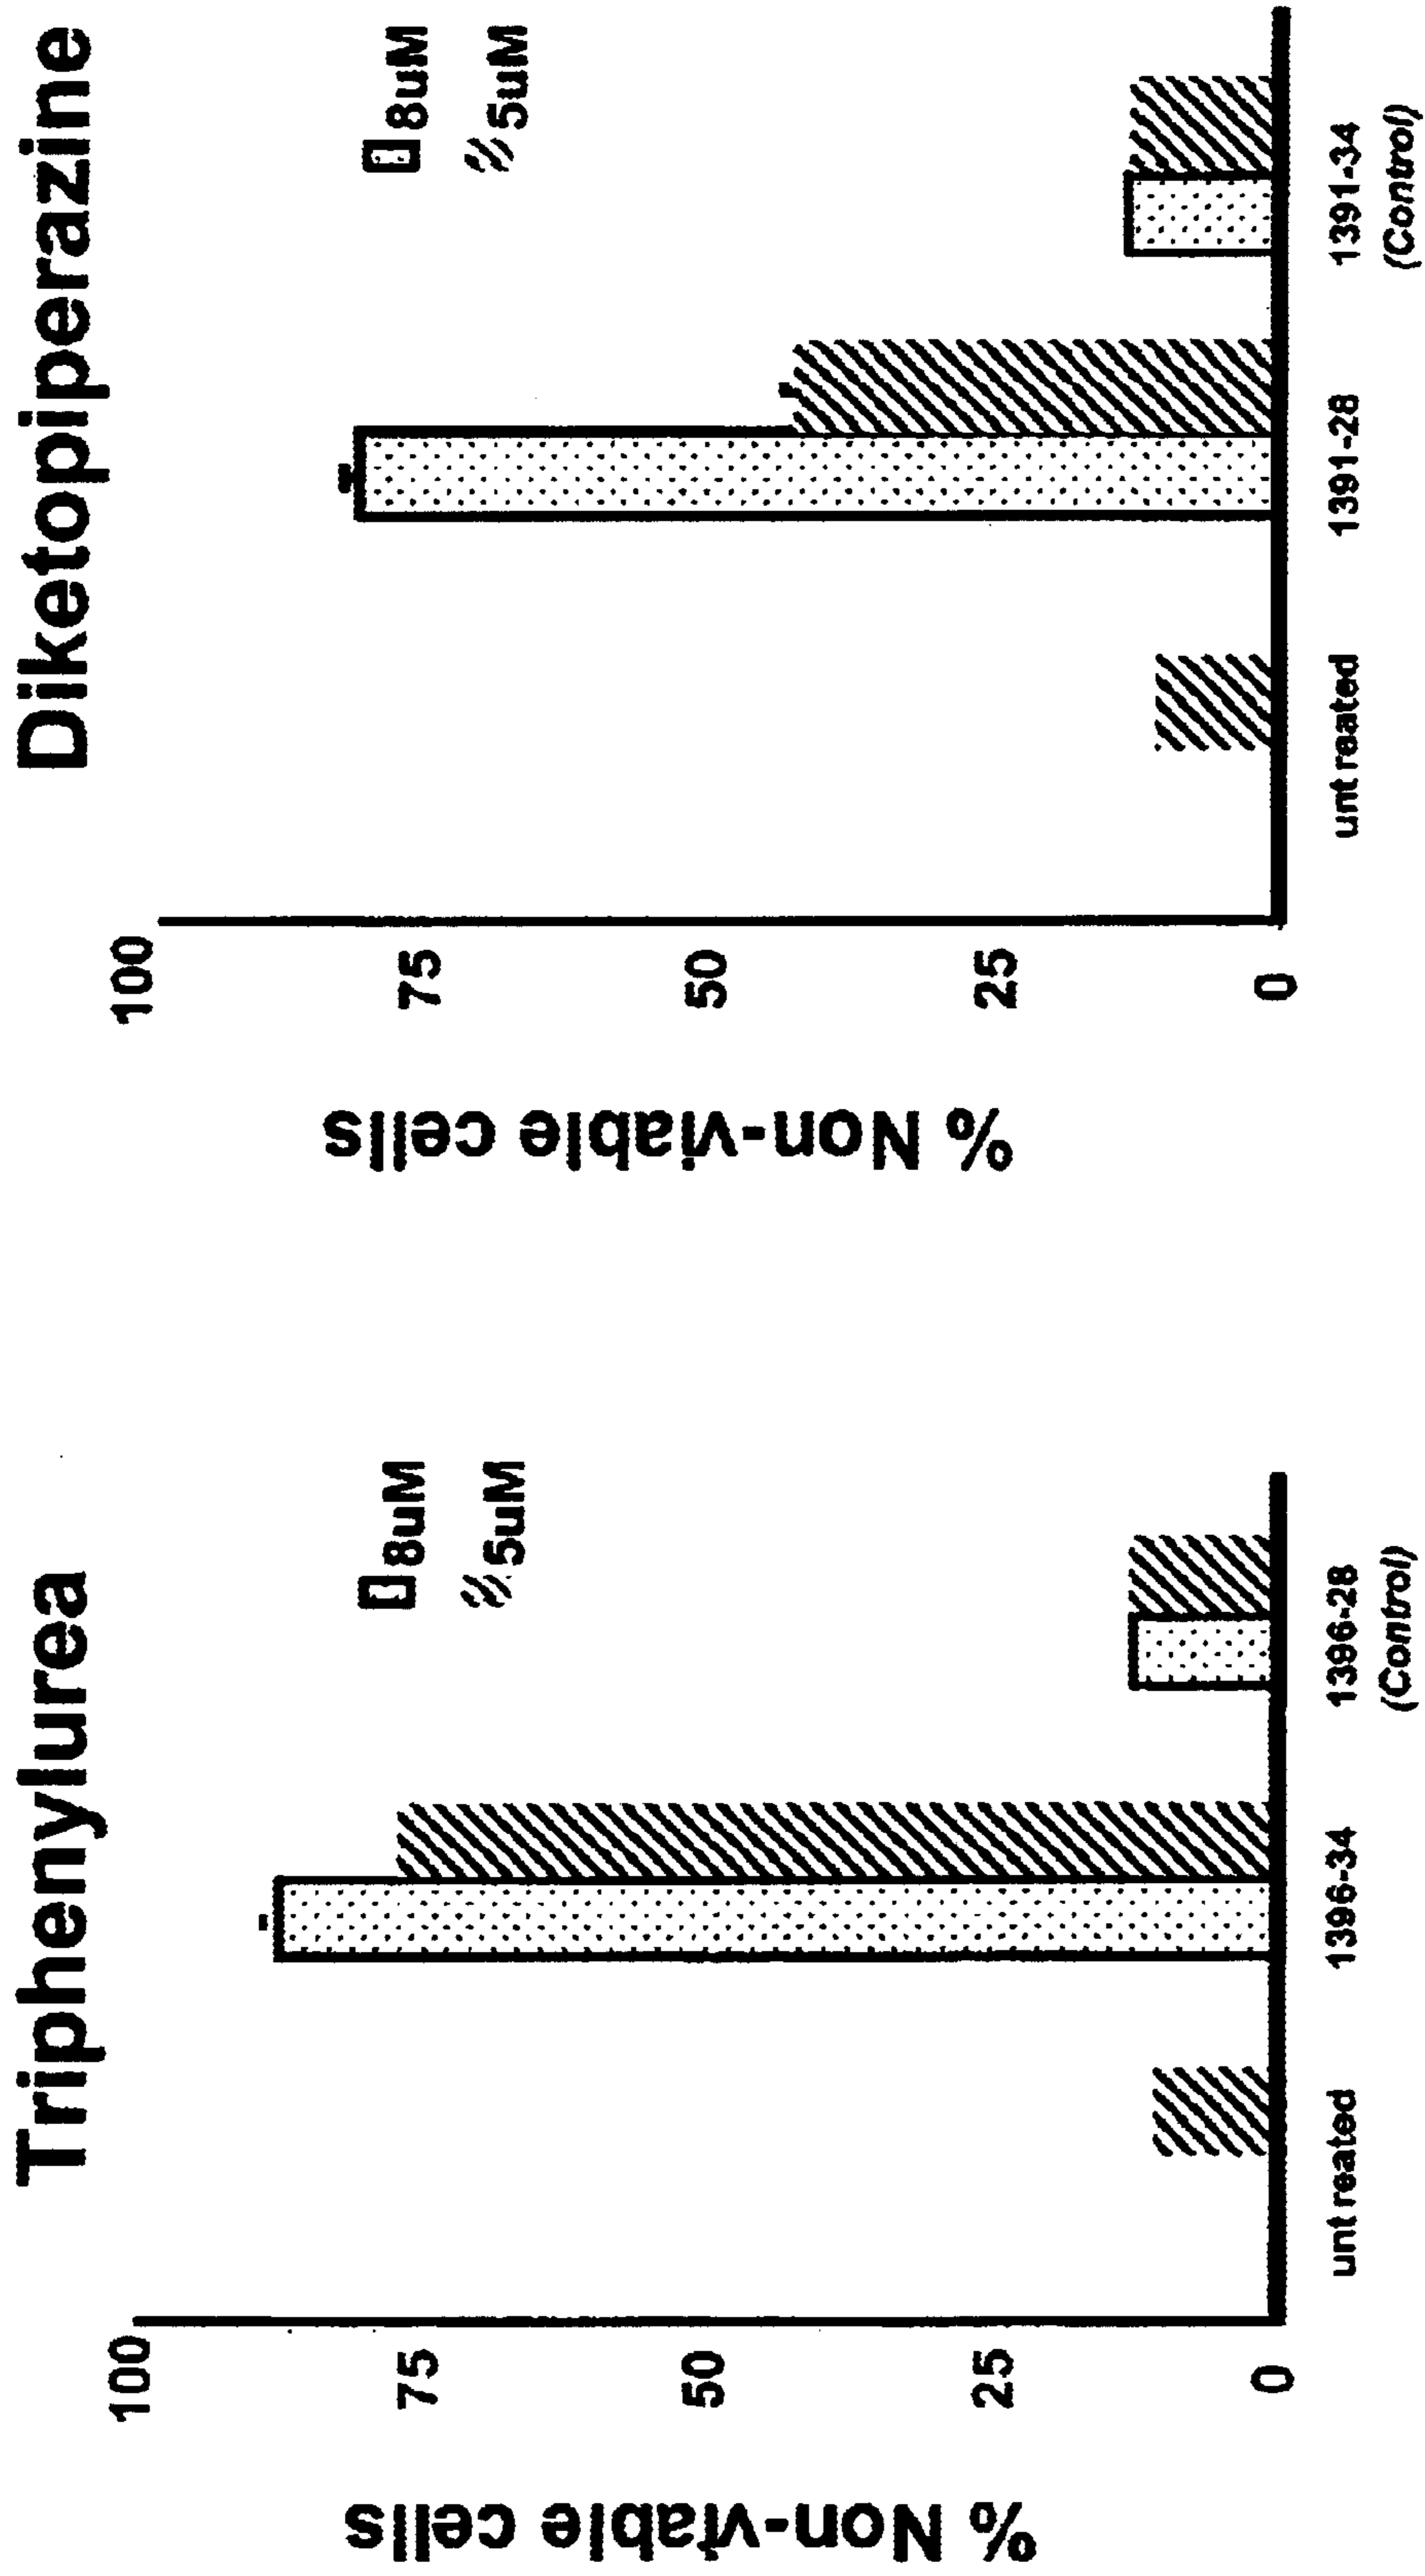 Triphenylurea
% Non-viable cells
100
75
50
25
0
8uM
5uM
unt reated
1396-34
1396-28
(Control)
Diketopiperazine
% Non-viable cells
100
75
50
25
0
8uM
5uM
unt reated
1391-28
1391-34
(Control)